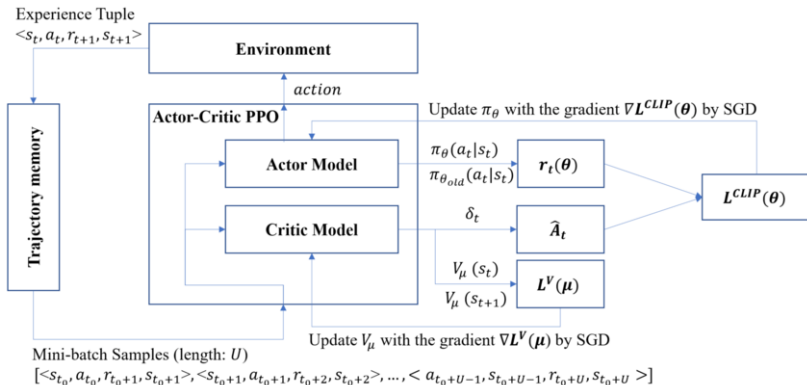 Experience Tuple
<s_t, a_t, r_{t+1}, s_{t+1}>
Environment
action
Update π_θ with the gradient ∇L^{CLIP}(θ) by SGD
Actor-Critic PPO
Trajectory memory
Actor Model
π_θ(a_t|s_t)
π_{θ_old}(a_t|s_t)
r_t(θ)
L^{CLIP}(θ)
Critic Model
δ_t
Â_t
V_μ(s_t)
V_μ(s_{t+1})
L^V(μ)
Update V_μ with the gradient ∇L^V(μ) by SGD
Mini-batch Samples (length: U)
[<s_{t_0}, a_{t_0}, r_{t_0+1}, s_{t_0+1}>, <s_{t_0+1}, a_{t_0+1}, r_{t_0+2}, s_{t_0+2}>, ..., < a_{t_0+U-1}, s_{t_0+U-1}, r_{t_0+U}, s_{t_0+U} >]